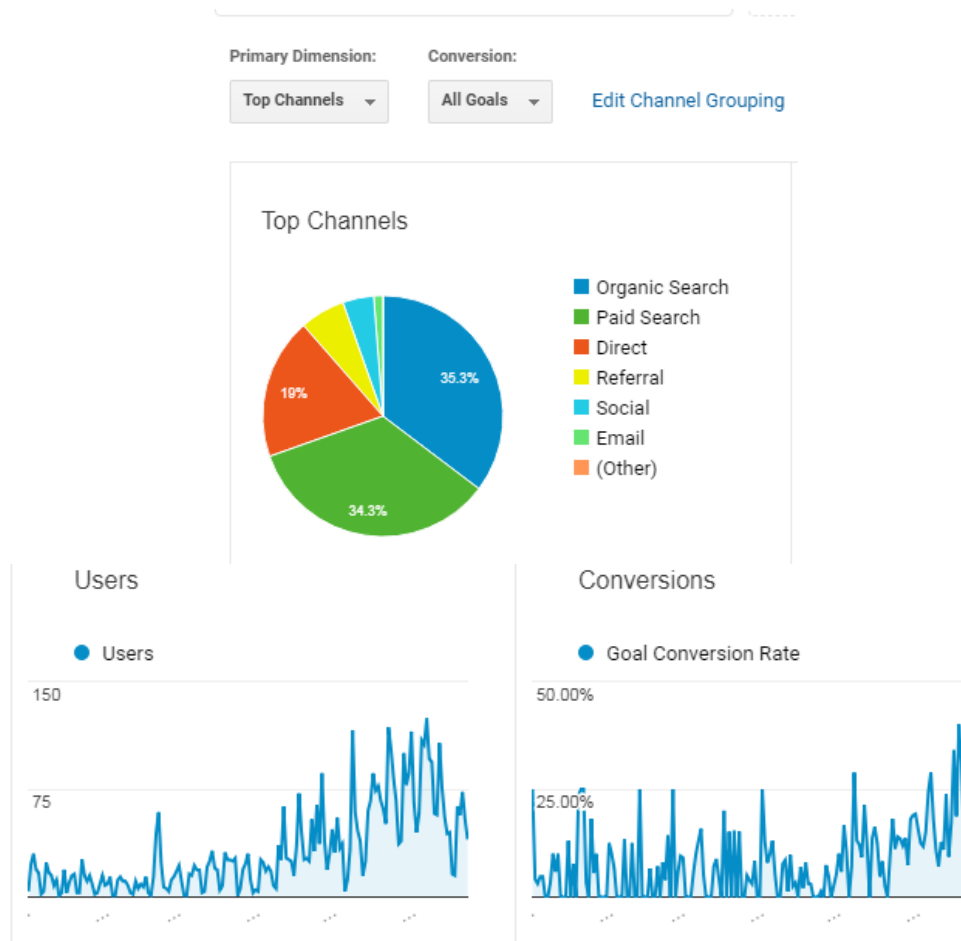 Primary Dimension: Conversion:
Top Channels All Goals Edit Channel Grouping
Top Channels
Organic Search
Paid Search
Direct
Referral
Social
Email
(Other)
35.3%
19%
34.3%
Users
Users
150
75
... ... ... ... ...
Conversions
Goal Conversion Rate
50.00%
25.00%
... ... ... ... ...